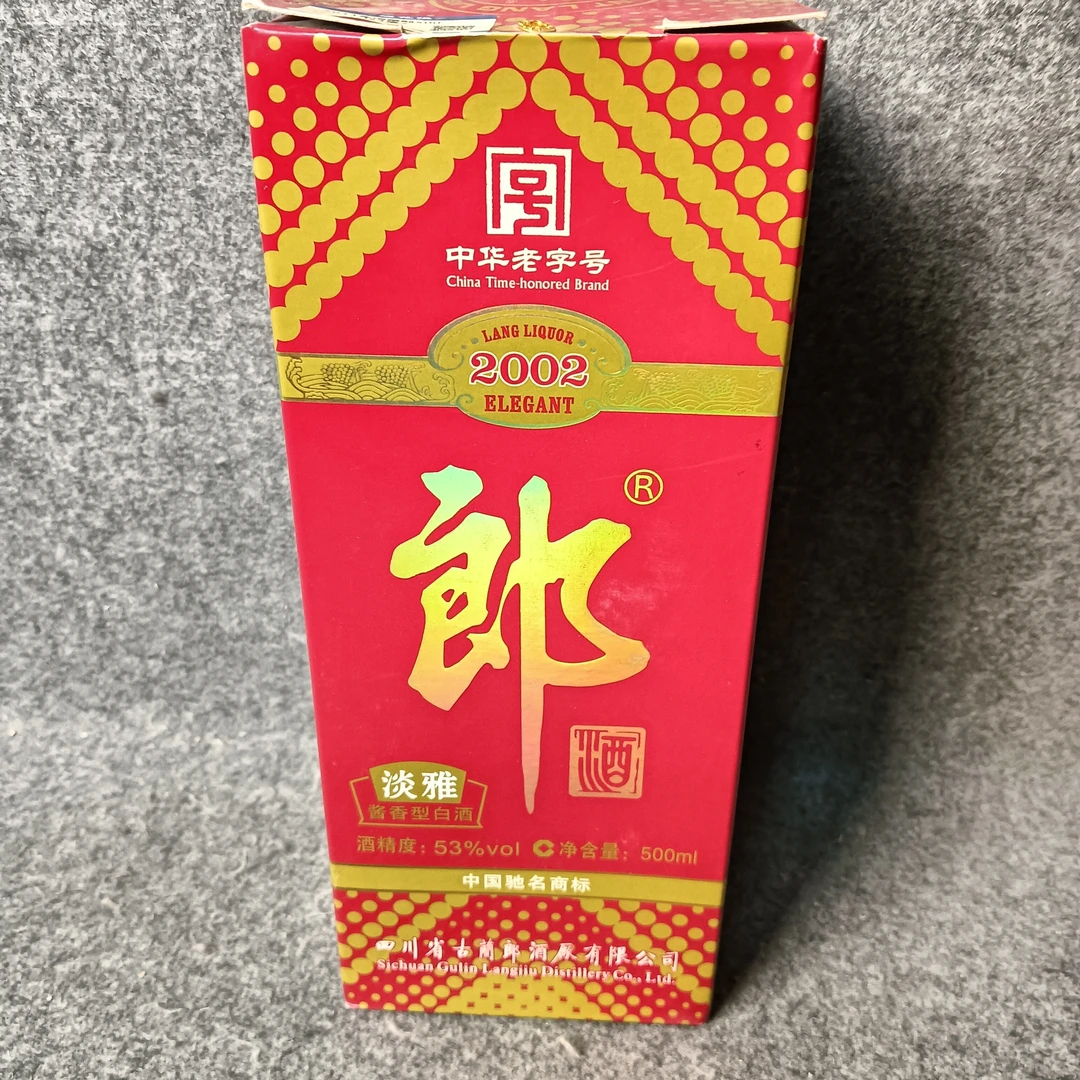 号
中华老字号
China Time-honored Brand
LANG LIQUOR
2002
ELEGANT
郎®
酒
淡雅
酱香型白酒
酒精度：53%vol 净含量：500ml
中国驰名商标
四川省古蔺郎酒厂有限公司
Sichuan Gulin Langjiu Distillery Co., Ltd.